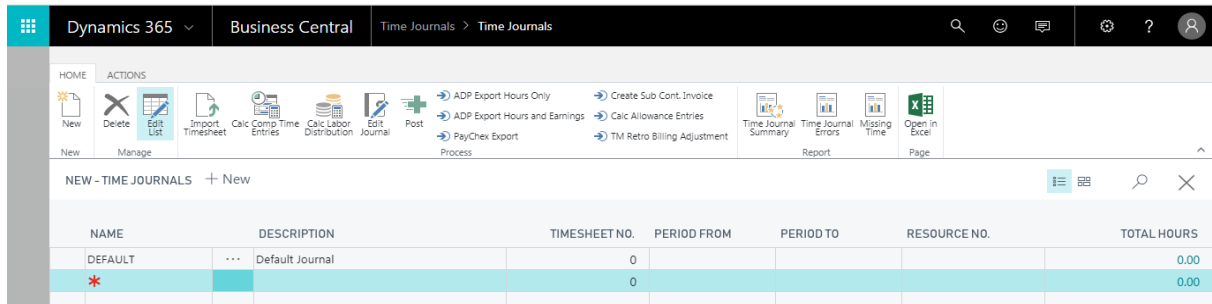 Dynamics 365 Business Central Time Journals > Time Journals ?
HOME ACTIONS
New Delete Edit List Import Timesheet Calc Comp Time Entries Calc Labor Distribution Edit Journal Post
ADP Export Hours Only
ADP Export Hours and Earnings
PayChex Export
Create Sub Cont. Invoice
Calc Allowance Entries
TM Retro Billing Adjustment
Time Journal Summary Time Journal Errors Missing Time Open in Excel
New Manage Process Report Page
NEW - TIME JOURNALS + New
NAME DESCRIPTION TIMESHEET NO. PERIOD FROM PERIOD TO RESOURCE NO. TOTAL HOURS
DEFAULT ... Default Journal 0 0.00
* 0 0.00